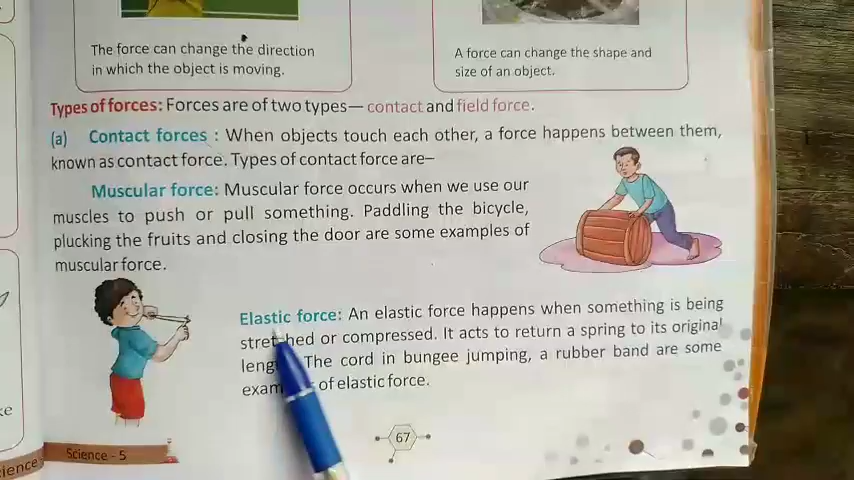 The force can change the direction
in which the object is moving.
A force can change the shape and
size of an object.
Types of forces: Forces are of two types— contact and field force.
(a) Contact forces : When objects touch each other, a force happens between them,
known as contact force. Types of contact force are–
Muscular force: Muscular force occurs when we use our
muscles to push or pull something. Paddling the bicycle,
plucking the fruits and closing the door are some examples of
muscular force.
Elastic force: An elastic force happens when something is being
stretched or compressed. It acts to return a spring to its original
The cord in bungee jumping, a rubber band are some
of elastic force.
67
Science - 5
ience
ke